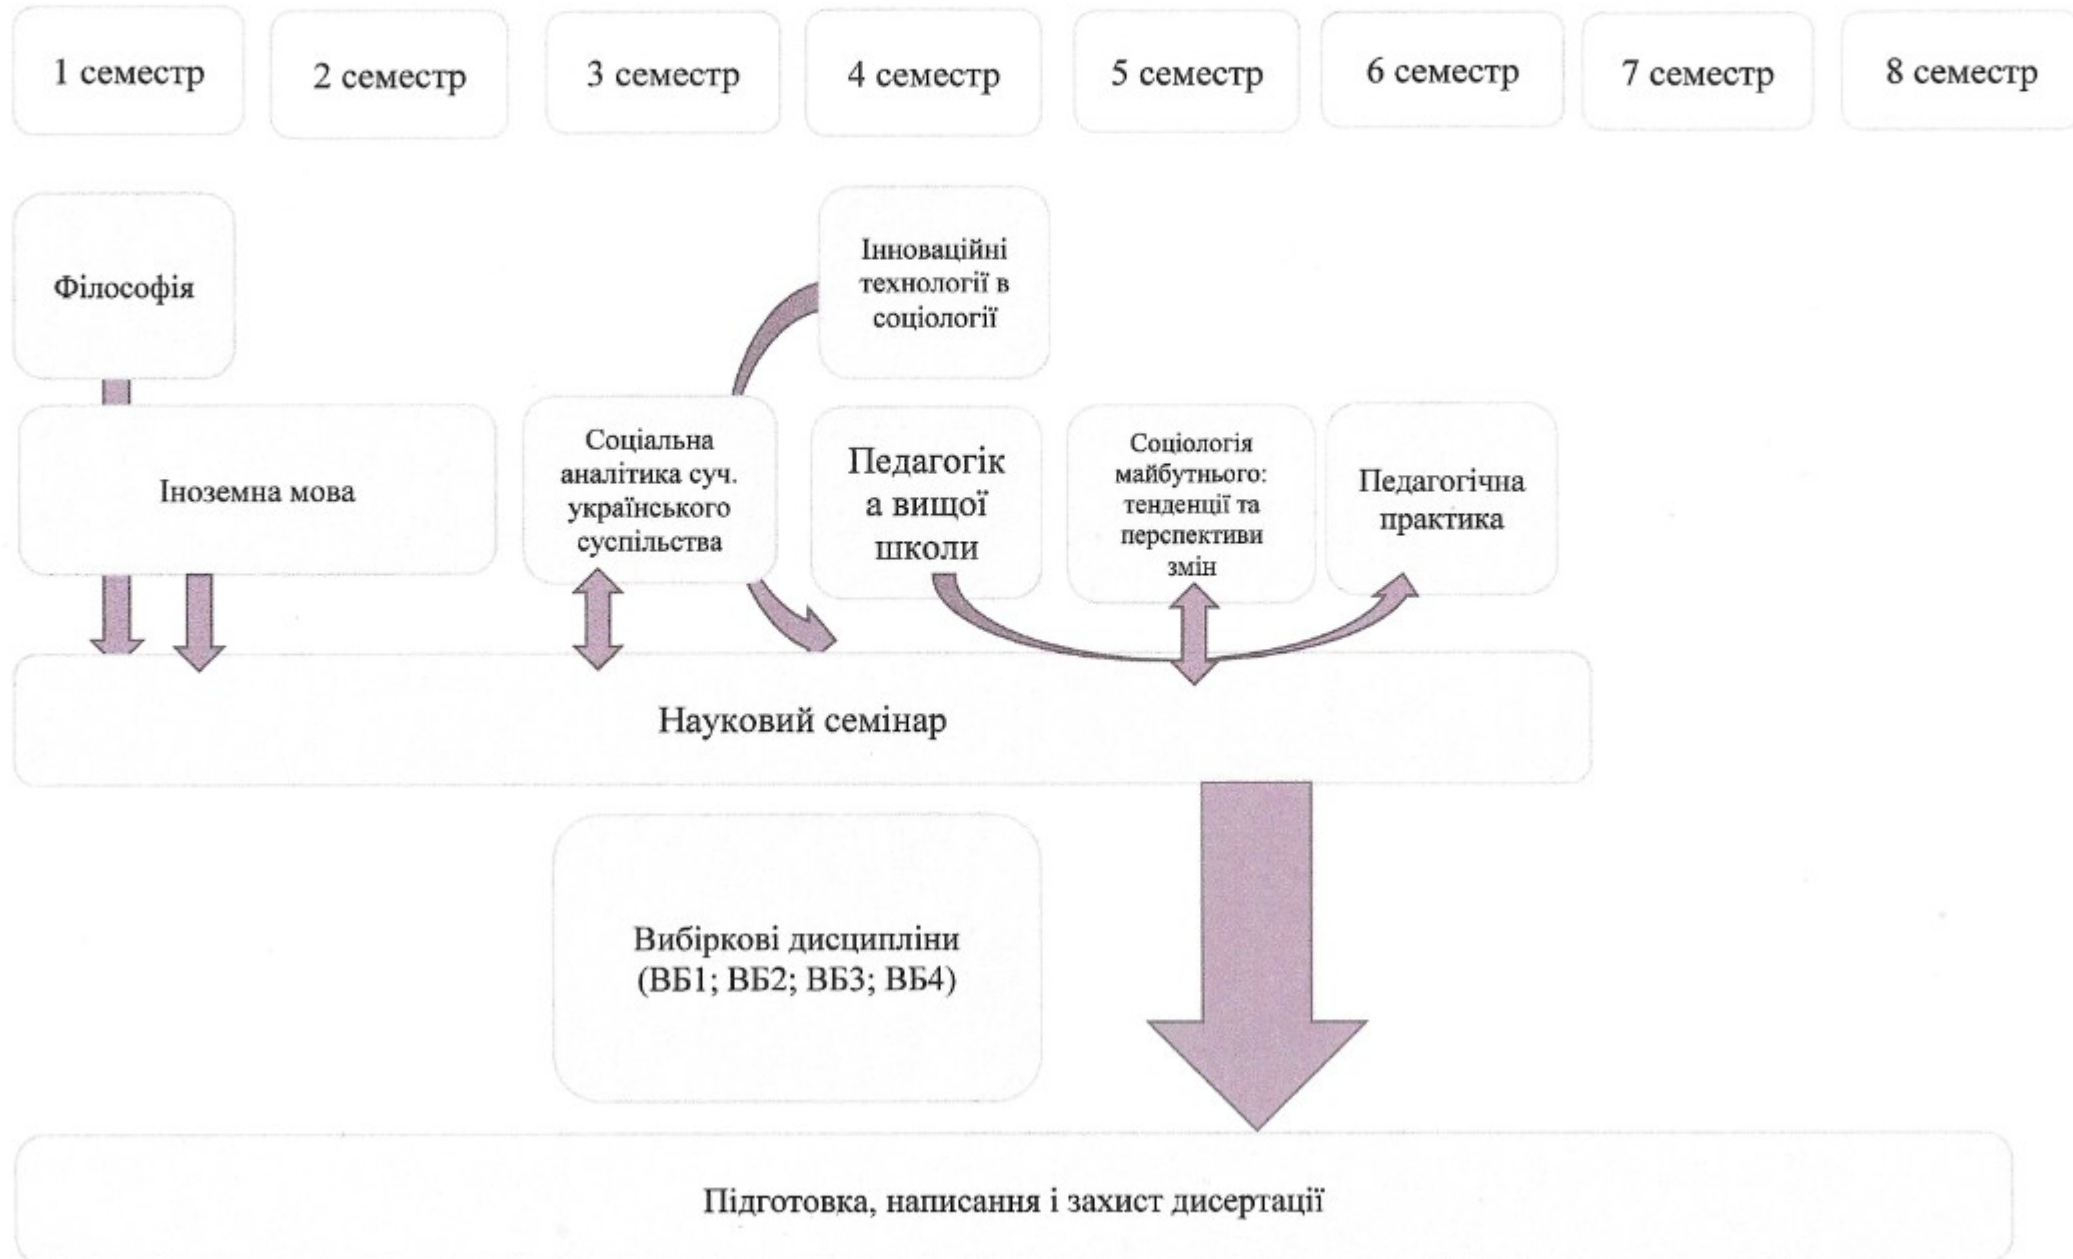 1 семестр
2 семестр
3 семестр
4 семестр
5 семестр
6 семестр
7 семестр
8 семестр
Філософія
Інноваційні
технології в
соціології
Іноземна мова
Соціальна
аналітика суч.
українського
суспільства
Педагогік
а вищої
школи
Соціологія
майбутнього:
тенденції та
перспективи
змін
Педагогічна
практика
Науковий семінар
Вибіркові дисципліни
(ВБ1; ВБ2; ВБ3; ВБ4)
Підготовка, написання і захист дисертації